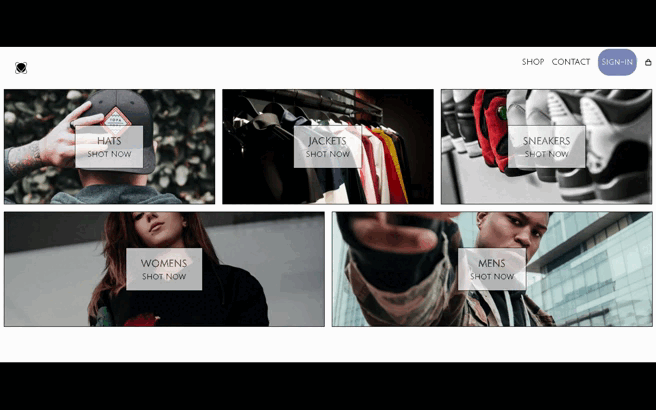 SHOP CONTACT SIGN-IN
HATS
SHOT NOW
JACKETS
SHOT NOW
SNEAKERS
SHOT NOW
WOMENS
SHOT NOW
MENS
SHOT NOW